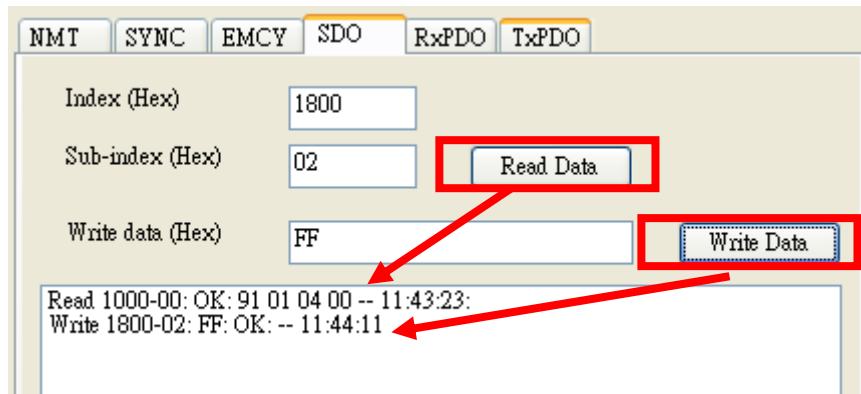 NMT SYNC EMCY SDO RxPDO TxPDO
Index (Hex) 1800
Sub-index (Hex) 02 Read Data
Write data (Hex) FF Write Data
Read 1000-00: OK: 91 01 04 00 -- 11:43:23:
Write 1800-02: FF: OK: -- 11:44:11